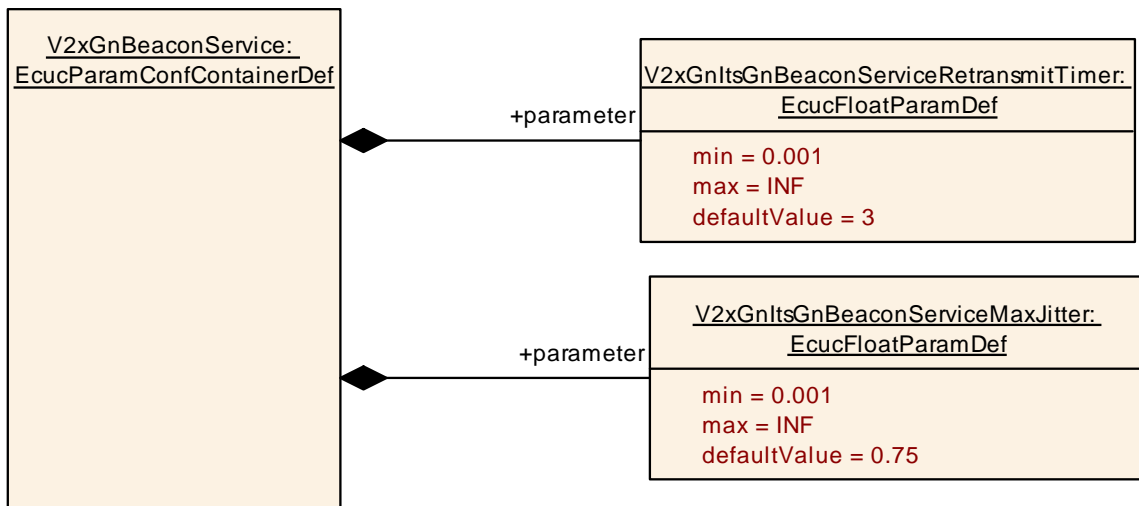 V2xGnBeaconService:
EcucParamConfContainerDef
+parameter
V2xGnItsGnBeaconServiceRetransmitTimer:
EcucFloatParamDef
min = 0.001
max = INF
defaultValue = 3
+parameter
V2xGnItsGnBeaconServiceMaxJitter:
EcucFloatParamDef
min = 0.001
max = INF
defaultValue = 0.75